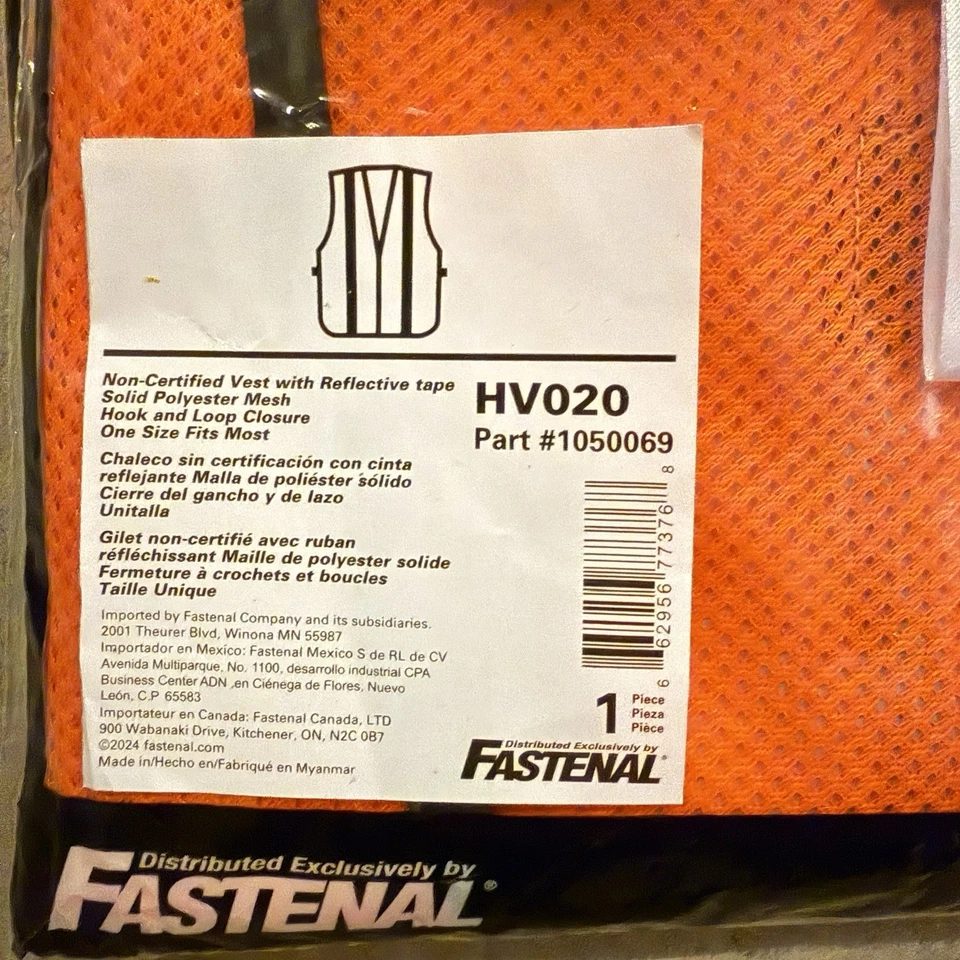 Non-Certified Vest with Reflective tape
Solid Polyester Mesh
Hook and Loop Closure
One Size Fits Most
Chaleco sin certificación con cinta
reflejante Malla de poliéster sólido
Cierre del gancho y de lazo
Unitalla
Gilet non-certifié avec ruban
réfléchissant Maille de polyester solide
Fermeture à crochets et boucles
Taille Unique
Imported by Fastenal Company and its subsidiaries.
2001 Theurer Blvd, Winona MN 55987
Importador en Mexico: Fastenal Mexico S de RL de CV
Avenida Multiparque, No. 1100, desarrollo industrial CPA
Business Center ADN ,en Ciénega de Flores, Nuevo
León, C.P 65583
Importateur en Canada: Fastenal Canada, LTD
900 Wabanaki Drive, Kitchener, ON, N2C 0B7
©2024 fastenal.com
Made in/Hecho en/Fabriqué en Myanmar
HV020
Part #1050069
6 62956 77376 8
1 Piece
Pieza
Pièce
Distributed Exclusively by
FASTENAL®
Distributed Exclusively by
FASTENAL®